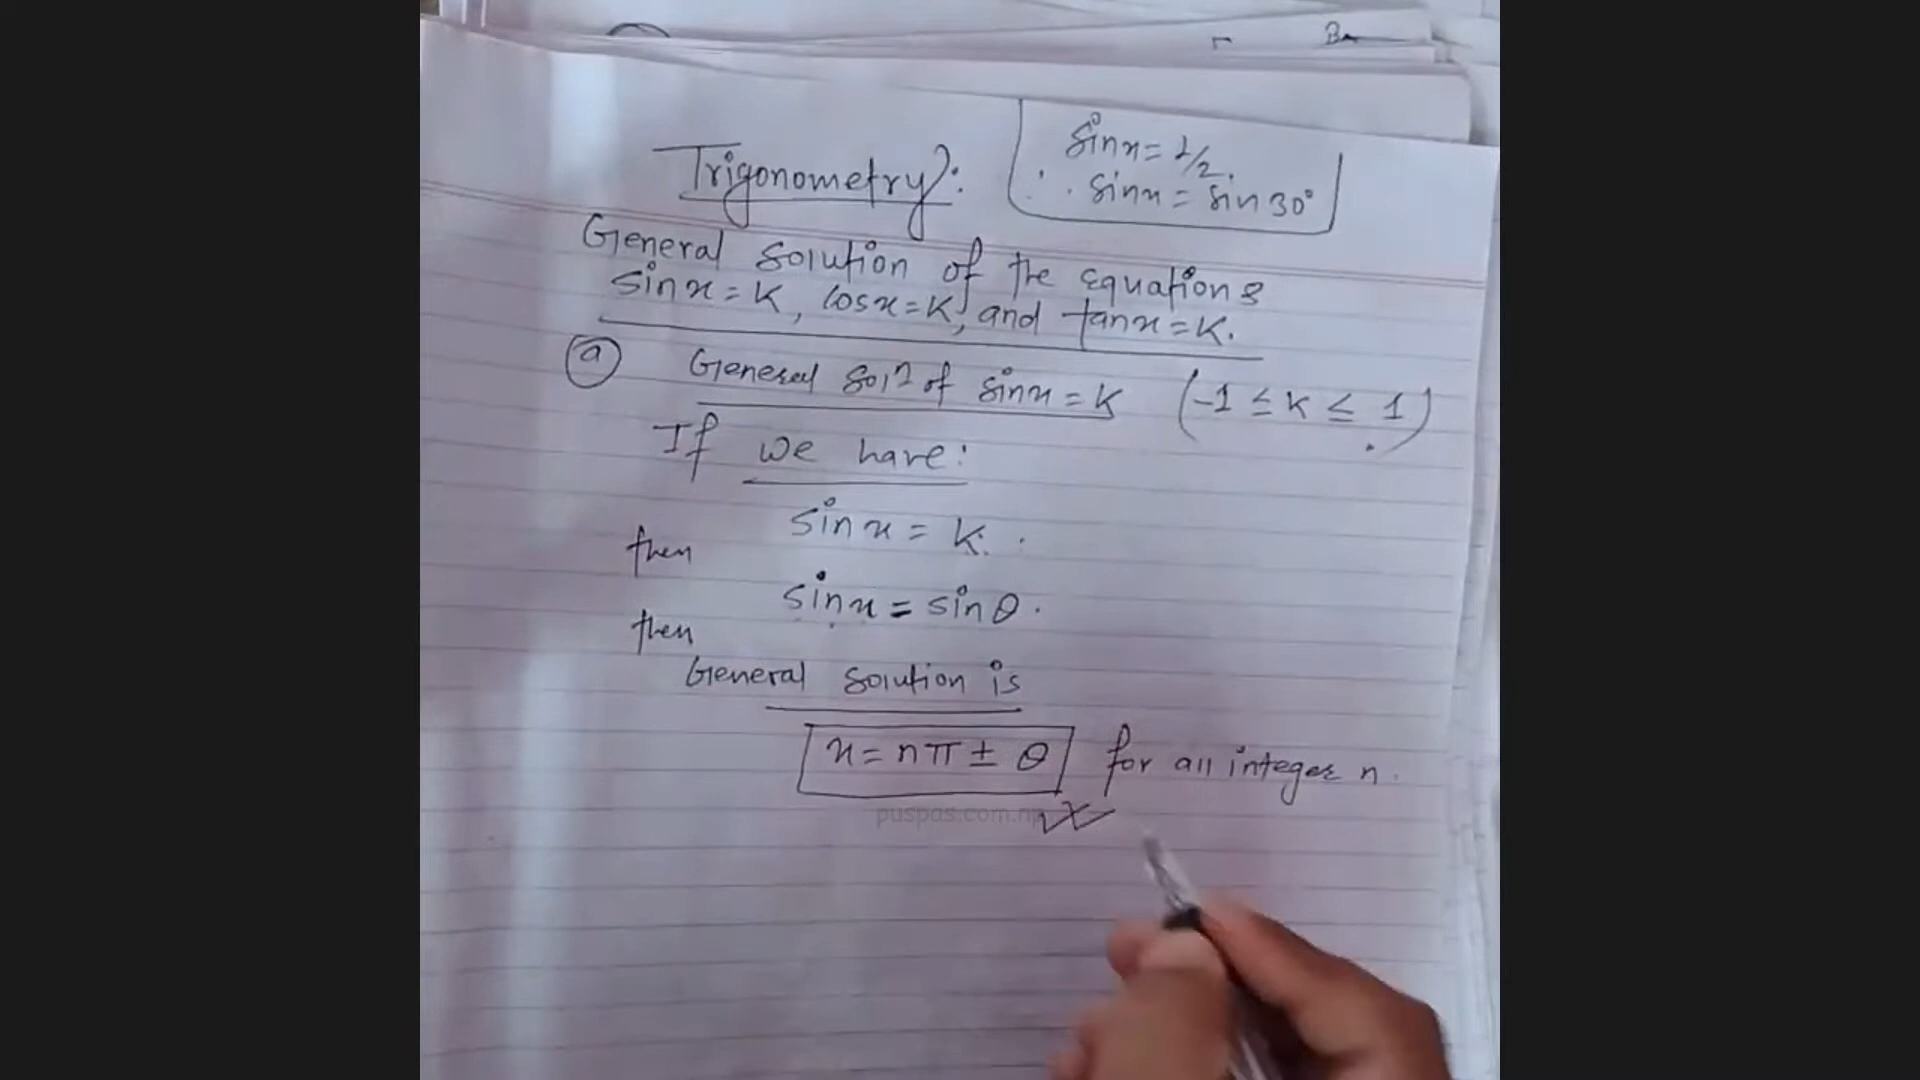 Trigonometry:
sinx = 1/2.
∴ sinx = sin 30°
General solution of the equations
sinx = K, cosx = K, and tanx = K.
(a) General solⁿ of sinx = K (-1 ≤ K ≤ 1)
If we have:
sinx = K.
then
sinx = sinθ.
then
General solution is
x = nπ ± θ for all integer n.
puspas.com.np